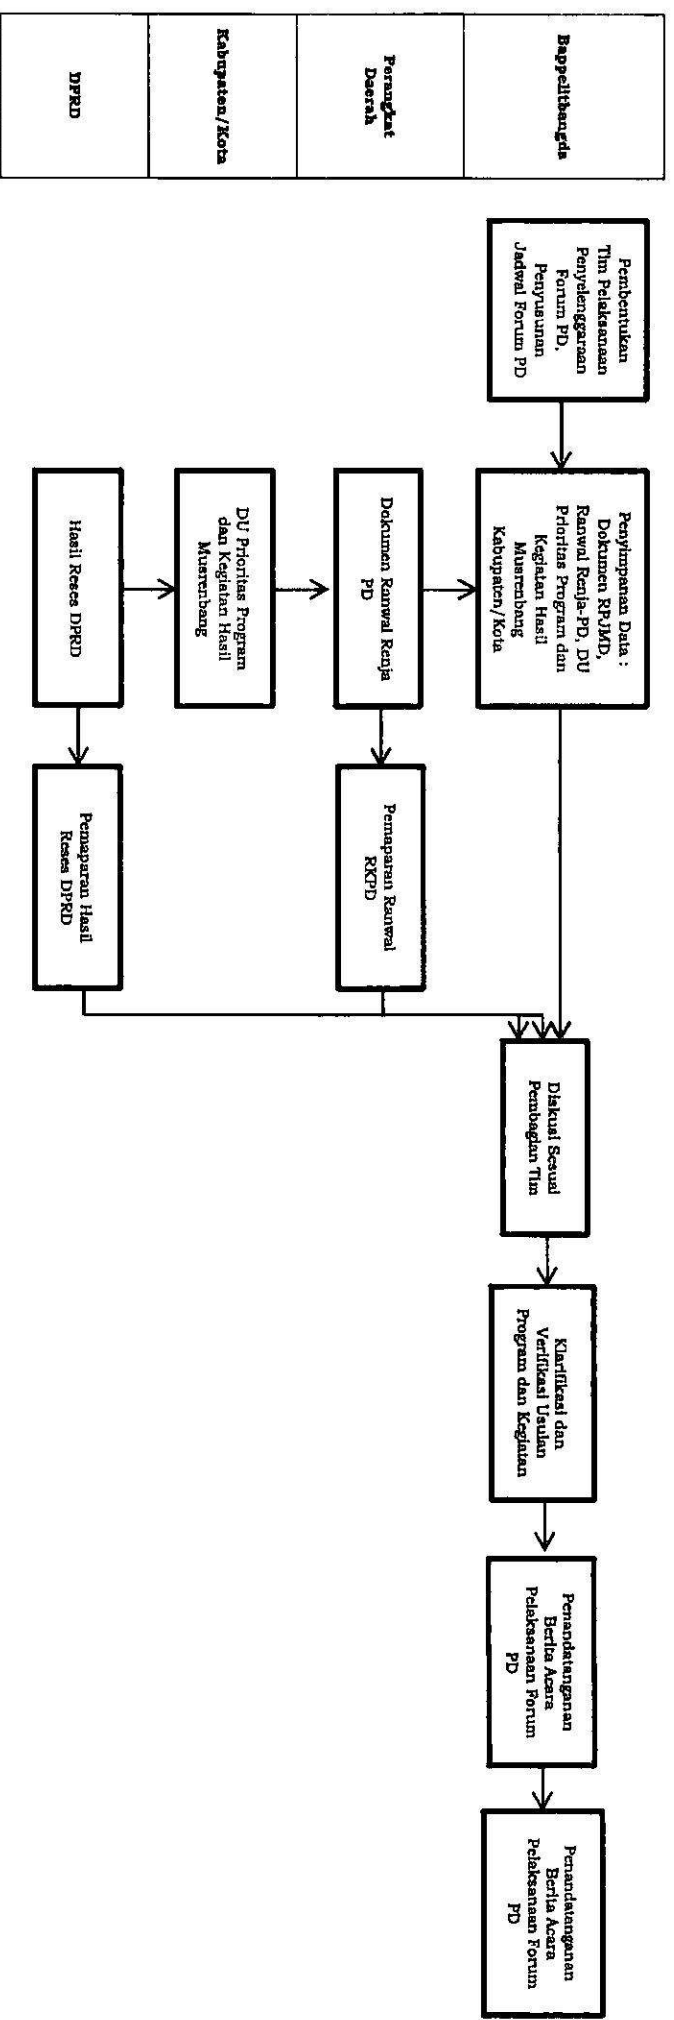 Bappelitbangda
Perangkat
Daerah
Kabupaten/Kota
DPRD
Pembentukan
Tim Pelaksanaan
Penyelenggaraan
Forum PD,
Penyusunan
Jadwal Forum PD
Penyimpanan Data :
Dokumen RPJMD,
Ranwal Renja-PD, DU
Prioritas Program dan
Kegiatan Hasil
Musrenbang
Kabupaten/Kota
Dokumen Ranwal Renja
PD
DU Prioritas Program
dan Kegiatan Hasil
Musrenbang
Hasil Reses DPRD
Pemaparan Ranwal
RKPD
Pemaparan Hasil
Reses DPRD
Diskusi Sesuai
Pembagian Tim
Klarifikasi dan
Verifikasi Usulan
Program dan Kegiatan
Penandatanganan
Berita Acara
Pelaksanaan Forum
PD
Penandatanganan
Berita Acara
Pelaksanaan Forum
PD